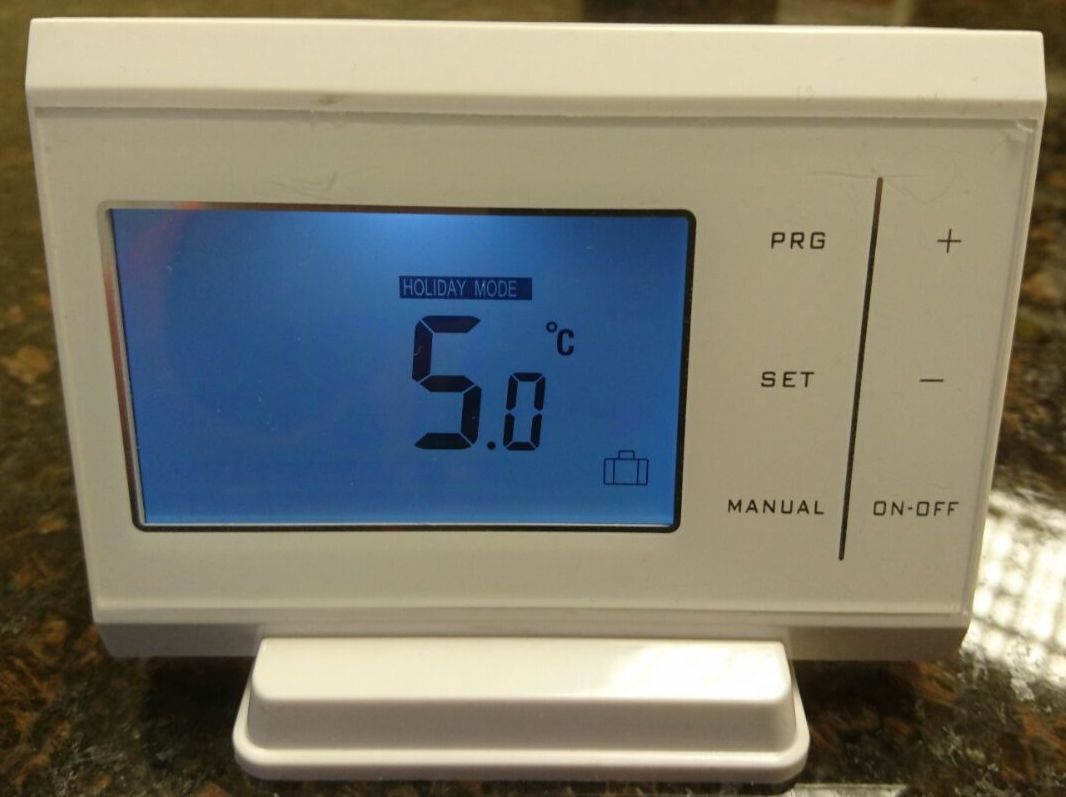 HOLIDAY MODE
5.0 °C
PRG
+
SET
−
MANUAL
ON-OFF